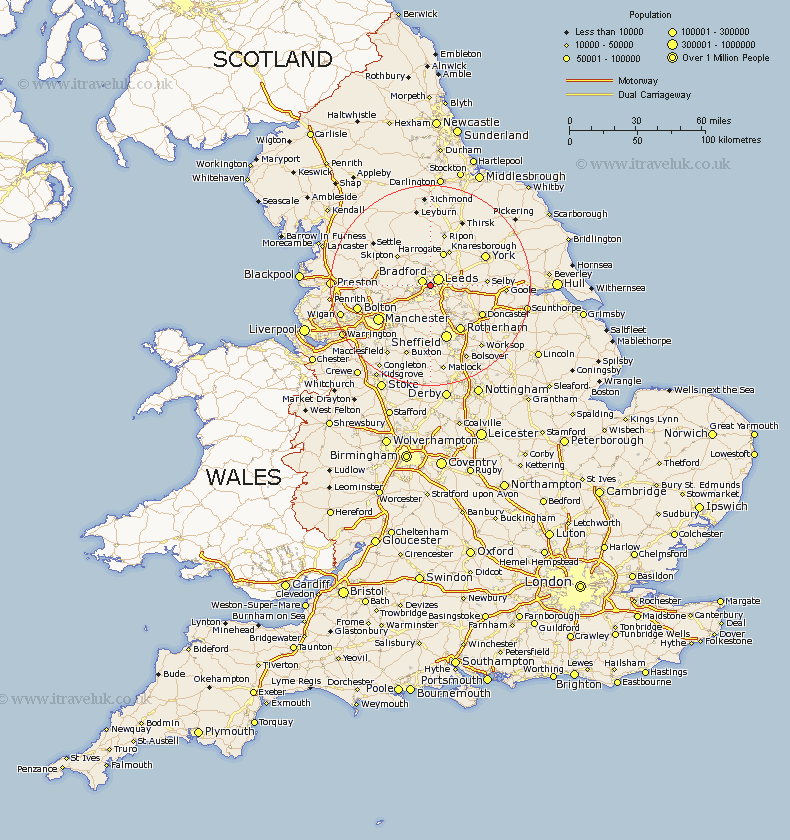 Berwick
Population
Less than 10000
100001 - 300000
10000 - 50000
300001 - 1000000
50001 - 100000
Over 1 Million People
Motorway
Dual Carriageway
30
60 miles
0
0
50
100 kilometres
© www.itraveluk.co.uk
© www.itraveluk.co.uk
© www.itraveluk.co.uk
SCOTLAND
Embleton
Alnwick
Rothbury
Amble
Morpeth
Blyth
Haltwhistle
Hexham
Newcastle
Carlisle
Sunderland
Wigton
Durham
Maryport
Penrith
Hartlepool
Workington
Stockton
Keswick
Appleby
Middlesbrough
Whitehaven
Shap
Darlington
Whitby
Ambleside
Richmond
Seascale
Kendall
Leyburn
Pickering
Scarborough
Thirsk
Barrow In Furness
Ripon
Bridlington
Morecambe
Lancaster
Settle
Harrogate
Knaresborough
Skipton
York
Hornsea
Blackpool
Bradford
Leeds
Beverley
Preston
Selby
Hull
Withernsea
Goole
Penrith
Bolton
Scunthorpe
Wigan
Manchester
Doncaster
Grimsby
Liverpool
Rotherham
Saltfleet
Warrington
Sheffield
Mablethorpe
Macclesfield
Buxton
Worksop
Chester
Bolsover
Lincoln
Congleton
Matlock
Spilsby
Crewe
Kidsgrove
Coningsby
Whitchurch
Stoke
Nottingham
Sleaford
Wrangle
Market Drayton
Derby
Boston
Wells next the Sea
West Felton
Stafford
Grantham
Shrewsbury
Coalville
Spalding
Kings Lynn
Great Yarmouth
Wolverhampton
Leicester
Stamford
Wisbech
Norwich
Peterborough
Birmingham
Corby
Lowestoft
Ludlow
Coventry
Kettering
Thetford
WALES
Rugby
Leominster
Northampton
St Ives
Bury St. Edmunds
Worcester
Stratford upon Avon
Cambridge
Stowmarket
Hereford
Banbury
Bedford
Ipswich
Buckingham
Sudbury
Cheltenham
Letchworth
Gloucester
Luton
Colchester
Cirencester
Oxford
Harlow
Chelmsford
Hemel Hempstead
Didcot
Cardiff
Swindon
London
Basildon
Clevedon
Bristol
Newbury
Weston-Super-Mare
Bath
Devizes
Rochester
Margate
Burnham on Sea
Trowbridge
Basingstoke
Farnborough
Maidstone
Canterbury
Lynton
Frome
Warminster
Farnham
Guildford
Deal
Minehead
Glastonbury
Crawley
Tunbridge Wells
Dover
Bridgewater
Salisbury
Winchester
Hythe
Folkestone
Bideford
Taunton
Petersfield
Yeovil
Southampton
Lewes
Hailsham
Tiverton
Hythe
Worthing
Hastings
Bude
Okehampton
Lyme Regis
Dorchester
Portsmouth
Brighton
Eastbourne
Exeter
Poole
Bournemouth
Exmouth
Weymouth
Bodmin
Torquay
Newquay
Plymouth
St Austell
Truro
St Ives
Penzance
Falmouth